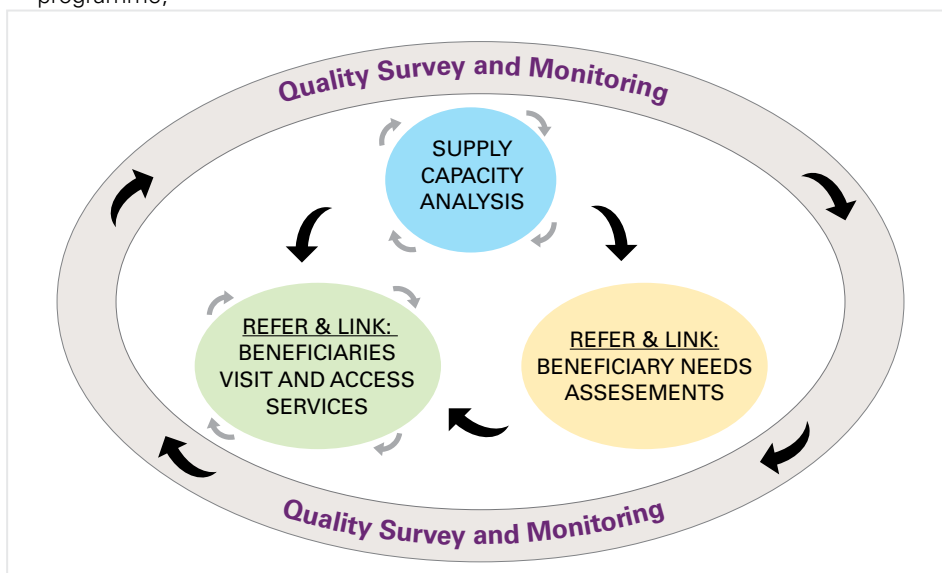 programme;
Quality Survey and Monitoring
SUPPLY
CAPACITY
ANALYSIS
REFER & LINK:
BENEFICIARIES
VISIT AND ACCESS
SERVICES
REFER & LINK:
BENEFICIARY NEEDS
ASSESEMENTS
Quality Survey and Monitoring